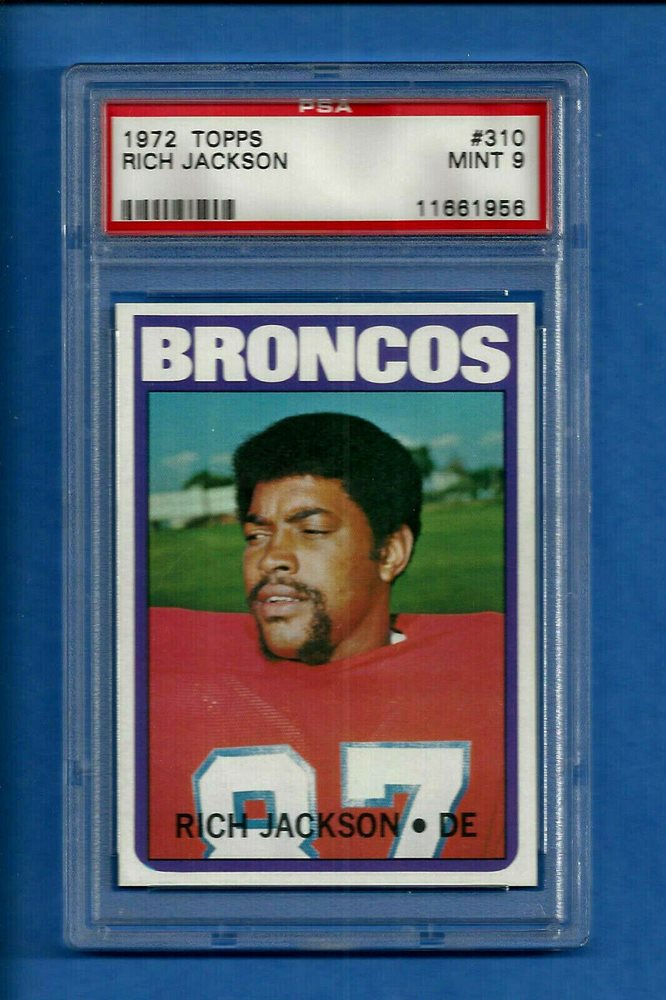 PSA
1972 TOPPS #310
RICH JACKSON MINT 9
11661956
BRONCOS
87
RICH JACKSON • DE